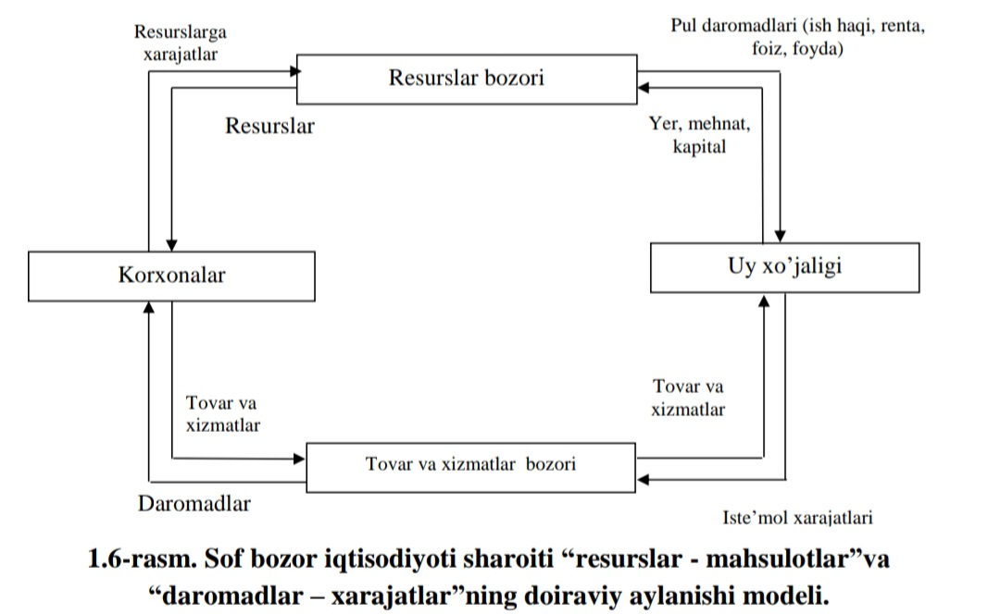 Resurslarga
xarajatlar
Pul daromadlari (ish haqi, renta,
foiz, foyda)
Resurslar bozori
Resurslar
Yer, mehnat,
kapital
Korxonalar
Uy xo’jaligi
Tovar va
xizmatlar
Tovar va
xizmatlar
Tovar va xizmatlar bozori
Daromadlar
Iste’mol xarajatlari
1.6-rasm. Sof bozor iqtisodiyoti sharoiti “resurslar - mahsulotlar”va
“daromadlar – xarajatlar”ning doiraviy aylanishi modeli.